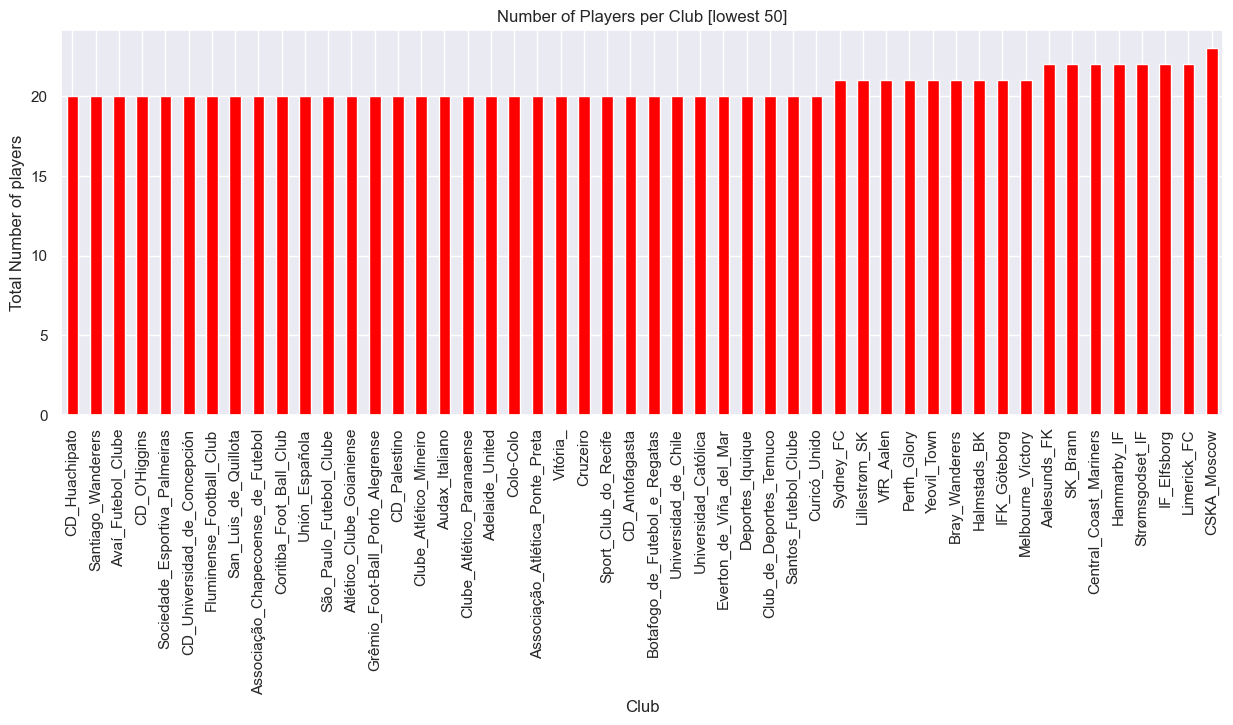 Number of Players per Club [lowest 50]
Total Number of players
20
15
10
5
0
CD_Huachipato
Santiago_Wanderers
Avaí_Futebol_Clube
CD_O'Higgins
Sociedade_Esportiva_Palmeiras
CD_Universidad_de_Concepción
Fluminense_Football_Club
San_Luis_de_Quillota
Associação_Chapecoense_de_Futebol
Coritiba_Foot_Ball_Club
Unión_Española
São_Paulo_Futebol_Clube
Atlético_Clube_Goianiense
Grêmio_Foot-Ball_Porto_Alegrense
CD_Palestino
Clube_Atlético_Mineiro
Audax_Italiano
Clube_Atlético_Paranaense
Adelaide_United
Colo-Colo
Associação_Atlética_Ponte_Preta
Vitória_
Cruzeiro
Sport_Club_do_Recife
CD_Antofagasta
Botafogo_de_Futebol_e_Regatas
Universidad_de_Chile
Universidad_Católica
Everton_de_Viña_del_Mar
Deportes_Iquique
Club_de_Deportes_Temuco
Santos_Futebol_Clube
Curicó_Unido
Sydney_FC
Lillestrøm_SK
VfR_Aalen
Perth_Glory
Yeovil_Town
Bray_Wanderers
Halmstads_BK
IFK_Göteborg
Melbourne_Victory
Aalesunds_FK
SK_Brann
Central_Coast_Mariners
Hammarby_IF
Strømsgodset_IF
IF_Elfsborg
Limerick_FC
CSKA_Moscow
Club